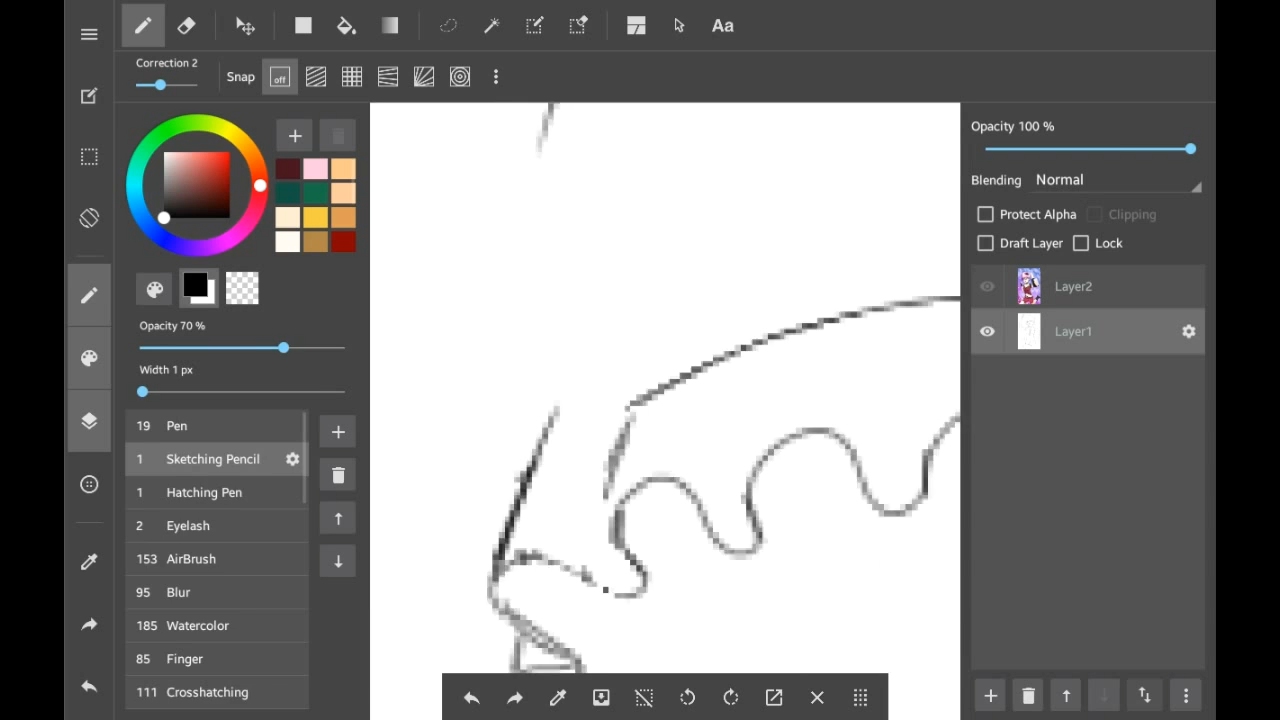 Aa
Correction 2
Snap
off
Opacity 100 %
Blending
Normal
Protect Alpha
Clipping
Draft Layer
Lock
Layer2
Layer1
Opacity 70 %
Width 1 px
19 Pen
1 Sketching Pencil
1 Hatching Pen
2 Eyelash
153 AirBrush
95 Blur
185 Watercolor
85 Finger
111 Crosshatching